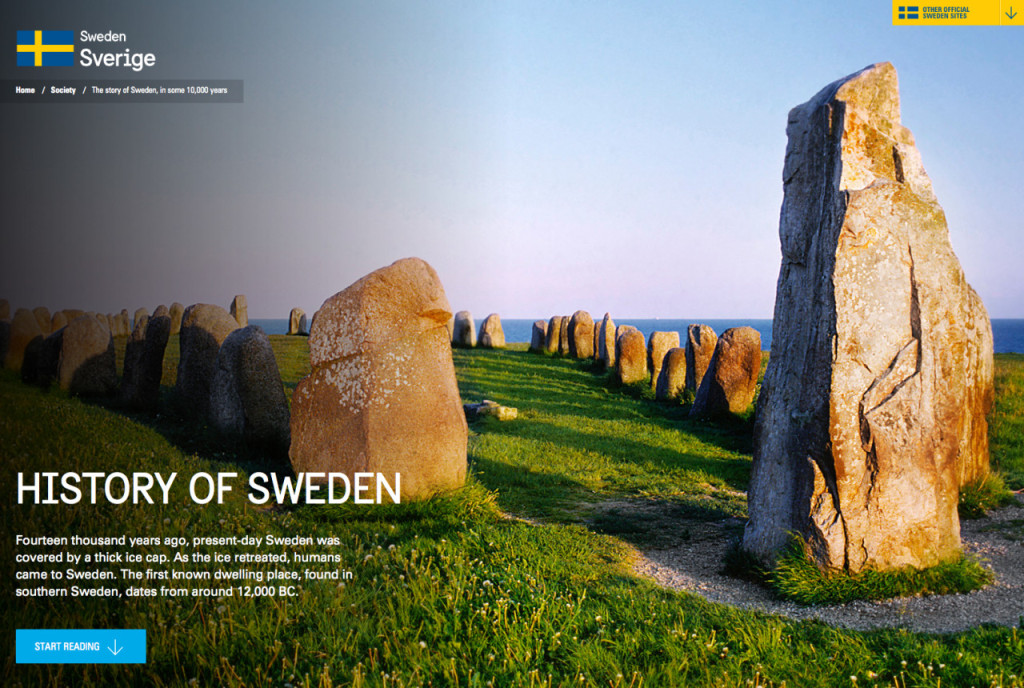 OTHER OFFICIAL
SWEDEN SITES
Sweden
Sverige
Home / Society / The story of Sweden, in some 10,000 years
HISTORY OF SWEDEN
Fourteen thousand years ago, present-day Sweden was
covered by a thick ice cap. As the ice retreated, humans
came to Sweden. The first known dwelling place, found in
southern Sweden, dates from around 12,000 BC.
START READING